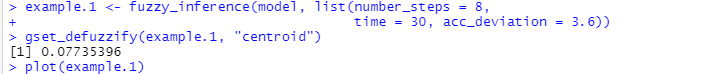 > example.1 <- fuzzy_inference(model, list(number_steps = 8,
+                                          time = 30, acc_deviation = 3.6))
> gset_defuzzify(example.1, "centroid")
[1] 0.07735396
> plot(example.1)